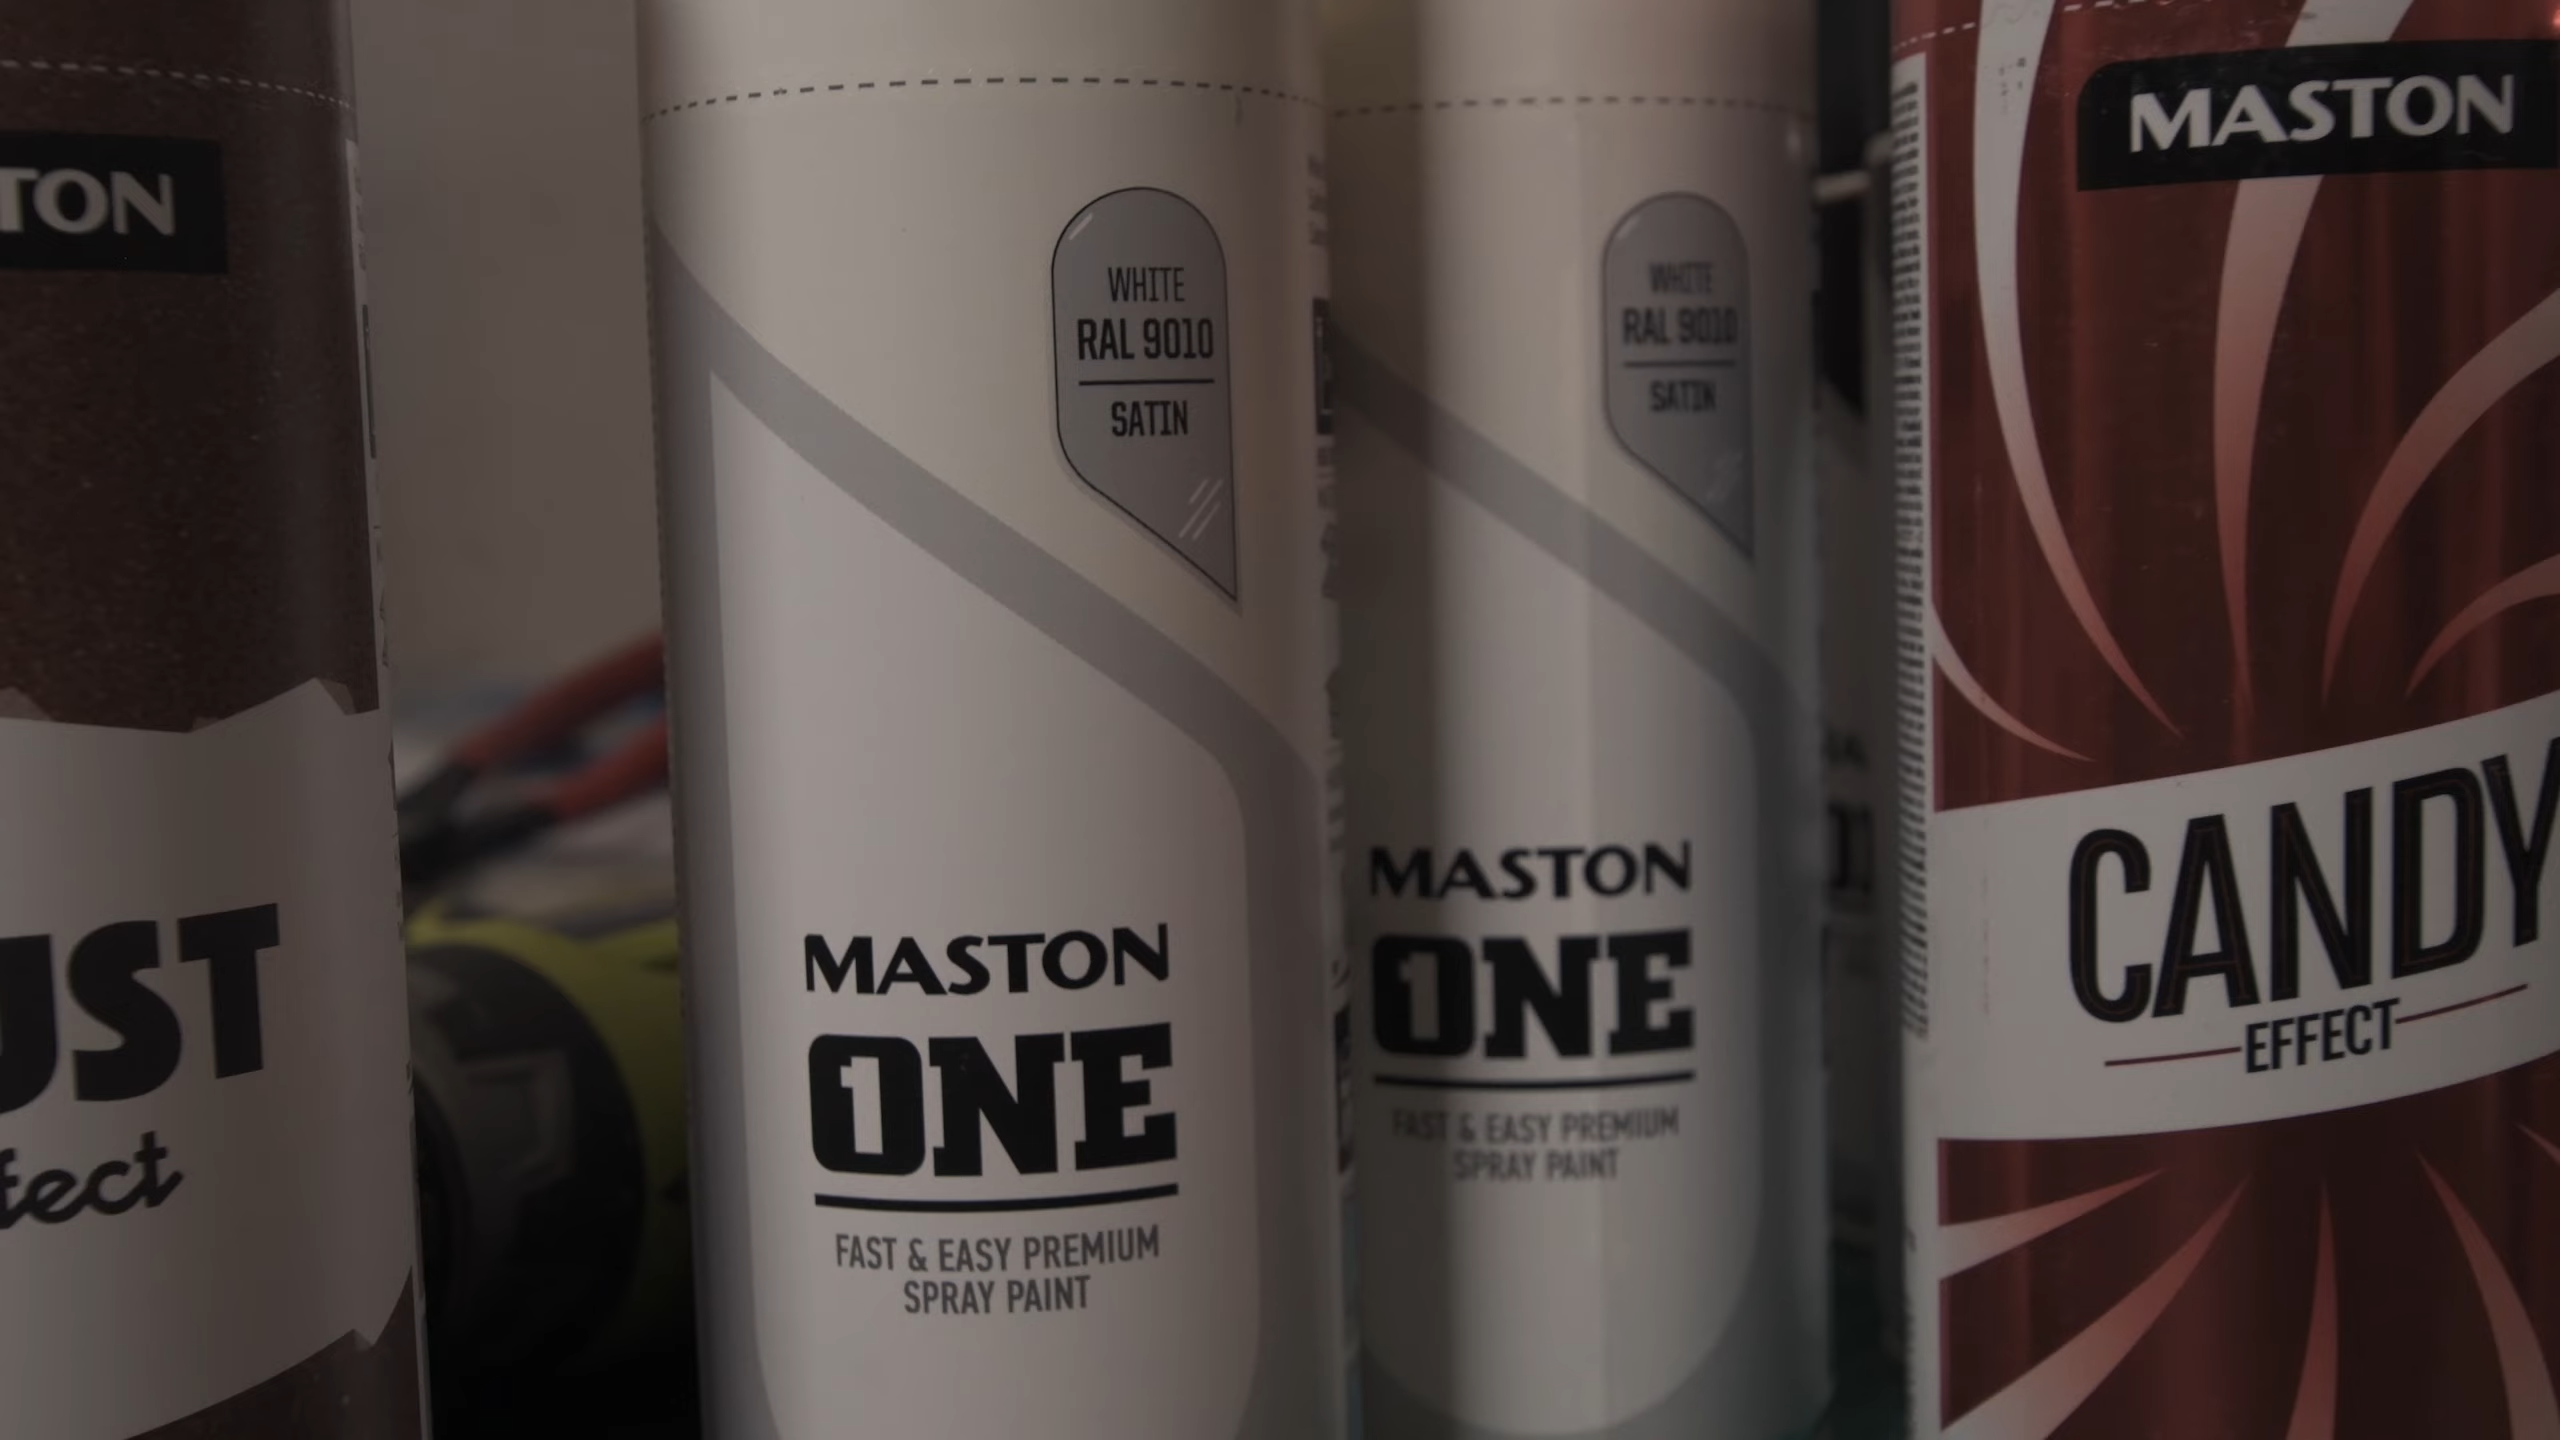 TON
UST
fect
WHITE
RAL 9010
SATIN
MASTON
ONE
FAST & EASY PREMIUM
SPRAY PAINT
WHITE
RAL 9010
SATIN
MASTON
ONE
FAST & EASY PREMIUM
SPRAY PAINT
MASTON
CANDY
EFFECT